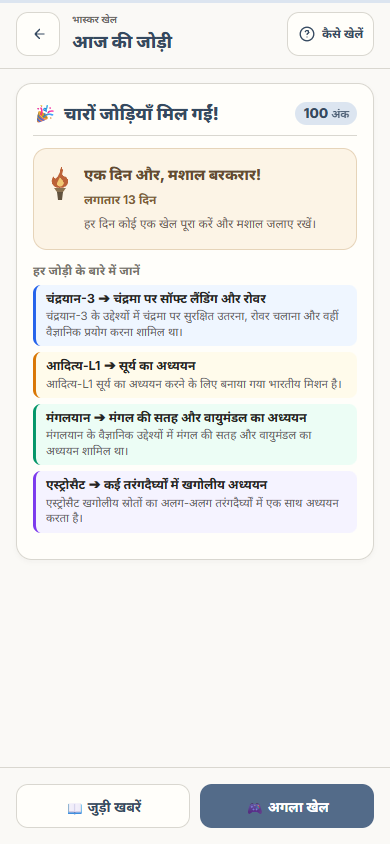 भास्कर खेल
आज की जोड़ी
कैसे खेलें
चारों जोड़ियाँ मिल गईं!
100 अंक
एक दिन और, मशाल बरकरार!
लगातार 13 दिन
हर दिन कोई एक खेल पूरा करें और मशाल जलाए रखें।
हर जोड़ी के बारे में जानें
चंद्रयान-3 ➔ चंद्रमा पर सॉफ्ट लैंडिंग और रोवर
चंद्रयान-3 के उद्देश्यों में चंद्रमा पर सुरक्षित उतरना, रोवर चलाना और वहीं
वैज्ञानिक प्रयोग करना शामिल था।
आदित्य-L1 ➔ सूर्य का अध्ययन
आदित्य-L1 सूर्य का अध्ययन करने के लिए बनाया गया भारतीय मिशन है।
मंगलयान ➔ मंगल की सतह और वायुमंडल का अध्ययन
मंगलयान के वैज्ञानिक उद्देश्यों में मंगल की सतह और वायुमंडल का
अध्ययन शामिल था।
एस्ट्रोसैट ➔ कई तरंगदैर्घ्यों में खगोलीय अध्ययन
एस्ट्रोसैट खगोलीय स्रोतों का अलग-अलग तरंगदैर्घ्यों में एक साथ अध्ययन
करता है।
जुड़ी खबरें
अगला खेल